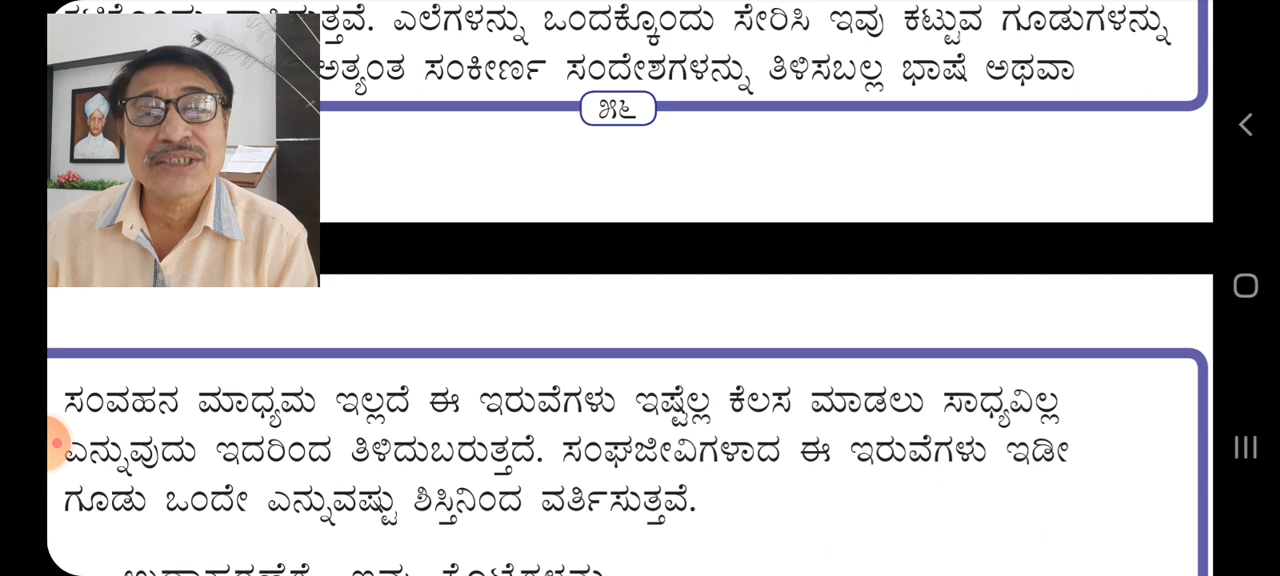 ತ್ತವೆ. ಎಲೆಗಳನ್ನು ಒಂದಕ್ಕೊಂದು ಸೇರಿಸಿ ಇವು ಕಟ್ಟುವ ಗೂಡುಗಳನ್ನು
ಅತ್ಯಂತ ಸಂಕೀರ್ಣ ಸಂದೇಶಗಳನ್ನು ತಿಳಿಸಬಲ್ಲ ಭಾಷೆ ಅಥವಾ
೫೬
ಸಂವಹನ ಮಾಧ್ಯಮ ಇಲ್ಲದೆ ಈ ಇರುವೆಗಳು ಇಷ್ಟೆಲ್ಲ ಕೆಲಸ ಮಾಡಲು ಸಾಧ್ಯವಿಲ್ಲ
ಎನ್ನುವುದು ಇದರಿಂದ ತಿಳಿದುಬರುತ್ತದೆ. ಸಂಘಜೀವಿಗಳಾದ ಈ ಇರುವೆಗಳು ಇಡೀ
ಗೂಡು ಒಂದೇ ಎನ್ನುವಷ್ಟು ಶಿಸ್ತಿನಿಂದ ವರ್ತಿಸುತ್ತವೆ.